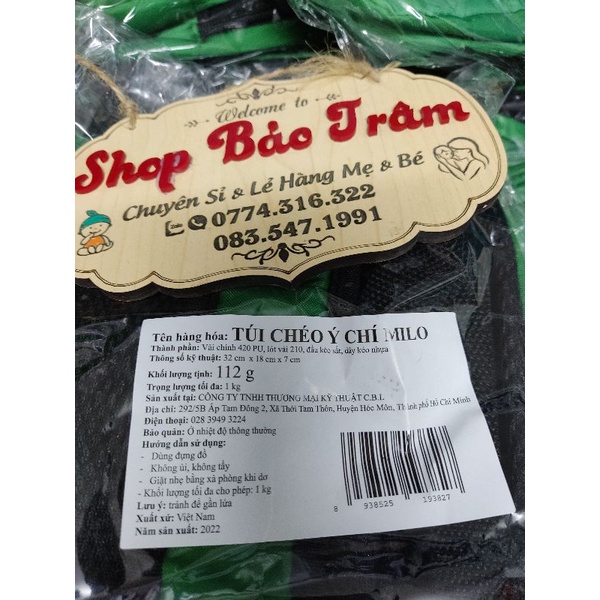 Welcome to
Shop Bảo Trâm
Chuyên Sỉ & Lẻ Hàng Mẹ & Bé
0774.316.322
083.547.1991
Tên hàng hóa: TÚI CHÉO Ý CHÍ MILO
Thành phần: Vải chính 420 PU, lót vải 210, đầu kéo sắt, dây kéo nhựa
Thông số kỹ thuật: 32 cm x 18 cm x 7 cm
Khối lượng tịnh: 112 g
Trọng lượng tối đa: 1 kg
Sản xuất tại: CÔNG TY TNHH THƯƠNG MẠI KỸ THUẬT C.B.L
Địa chỉ: 292/5B Ấp Tam Đông 2, Xã Thới Tam Thôn, Huyện Hóc Môn, Thành phố Hồ Chí Minh
Điện thoại: 028 3949 3224
Bảo quản: Ở nhiệt độ thông thường
Hướng dẫn sử dụng:
- Dùng đựng đồ
- Không ủi, không tẩy
- Giặt nhẹ bằng xà phòng khi dơ
- Khối lượng tối đa cho phép: 1 kg
Lưu ý: tránh để gần lửa
Xuất xứ: Việt Nam
Năm sản xuất: 2022
8 938525 193827